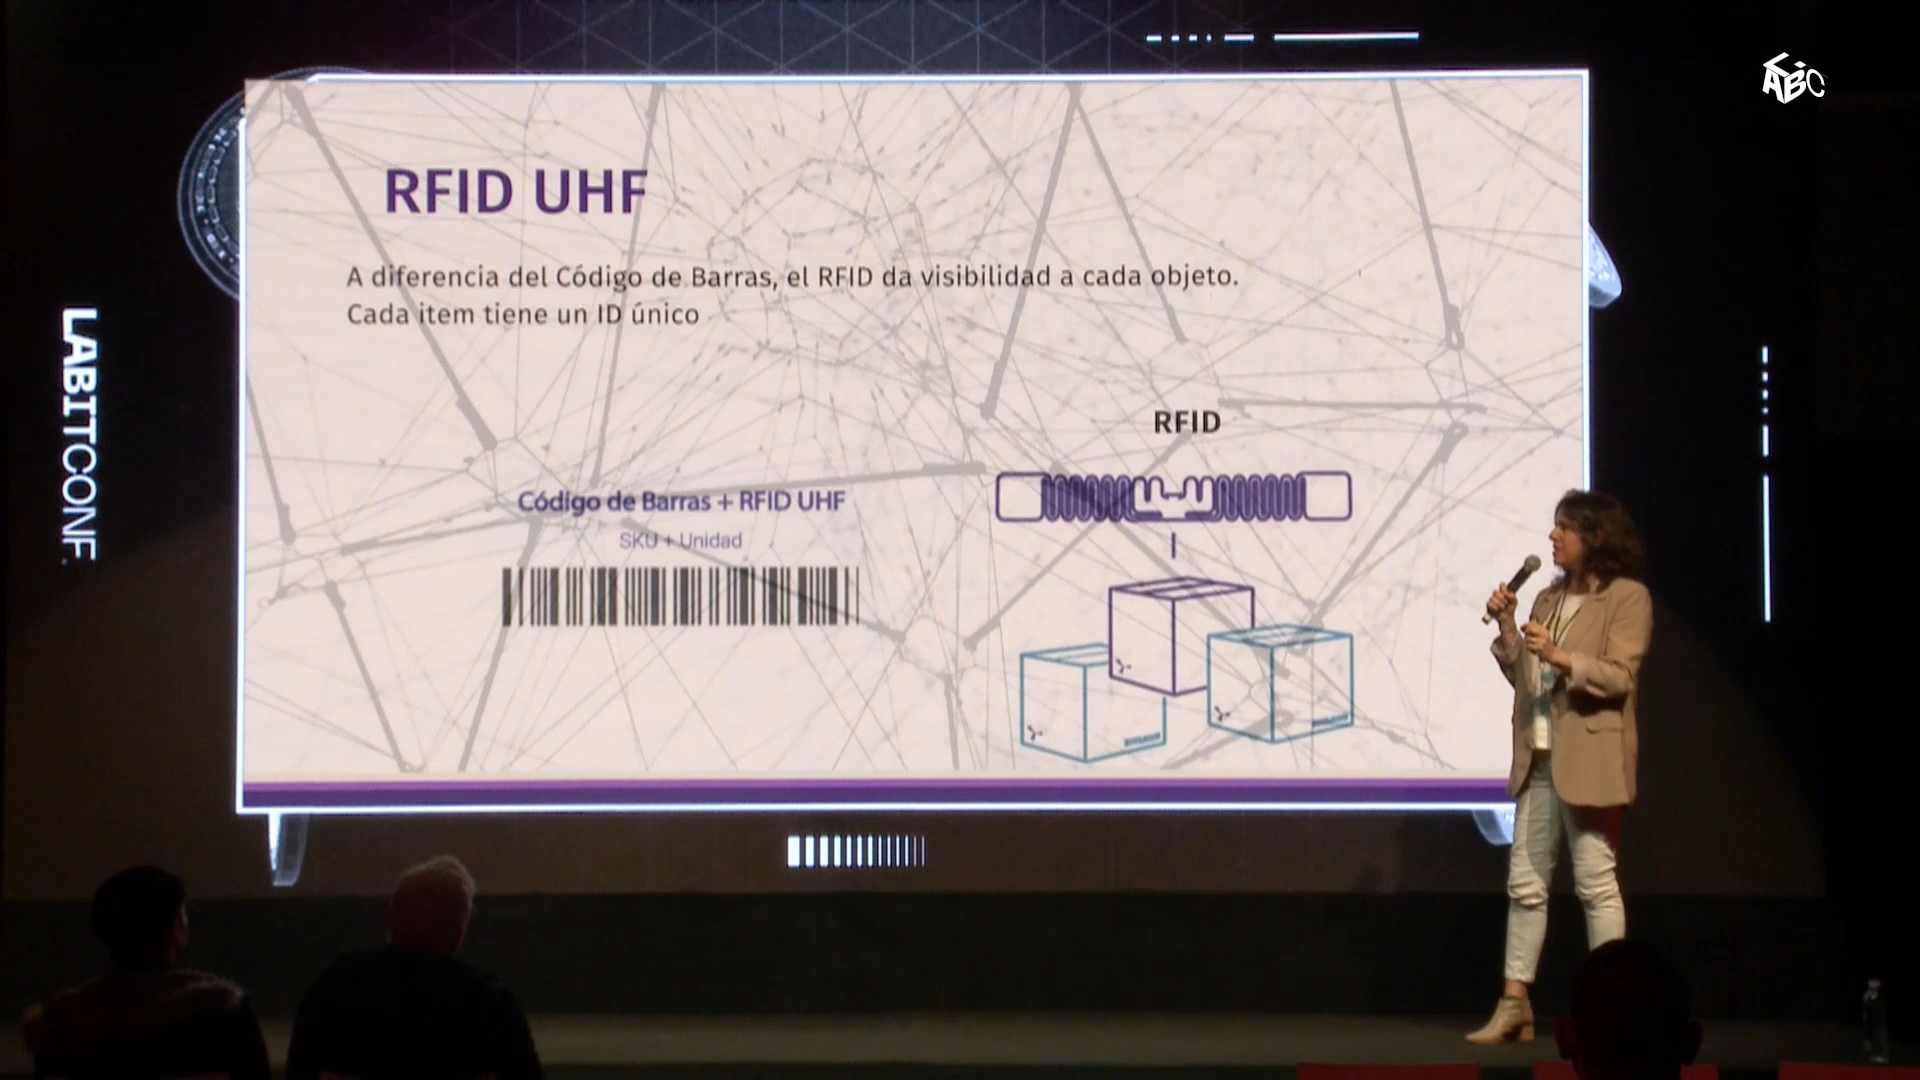 ABC
RFID UHF
A diferencia del Código de Barras, el RFID da visibilidad a cada objeto.
Cada item tiene un ID único
RFID
Código de Barras + RFID UHF
SKU + Unidad
LABITCONF.